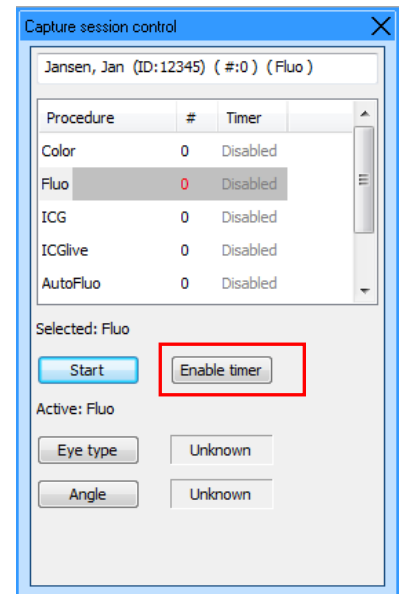 Capture session control
Jansen, Jan (ID:12345) ( #:0 ) ( Fluo )
Procedure # Timer
Color 0 Disabled
Fluo 0 Disabled
ICG 0 Disabled
ICGlive 0 Disabled
AutoFluo 0 Disabled
Selected: Fluo
Start Enable timer
Active: Fluo
Eye type Unknown
Angle Unknown